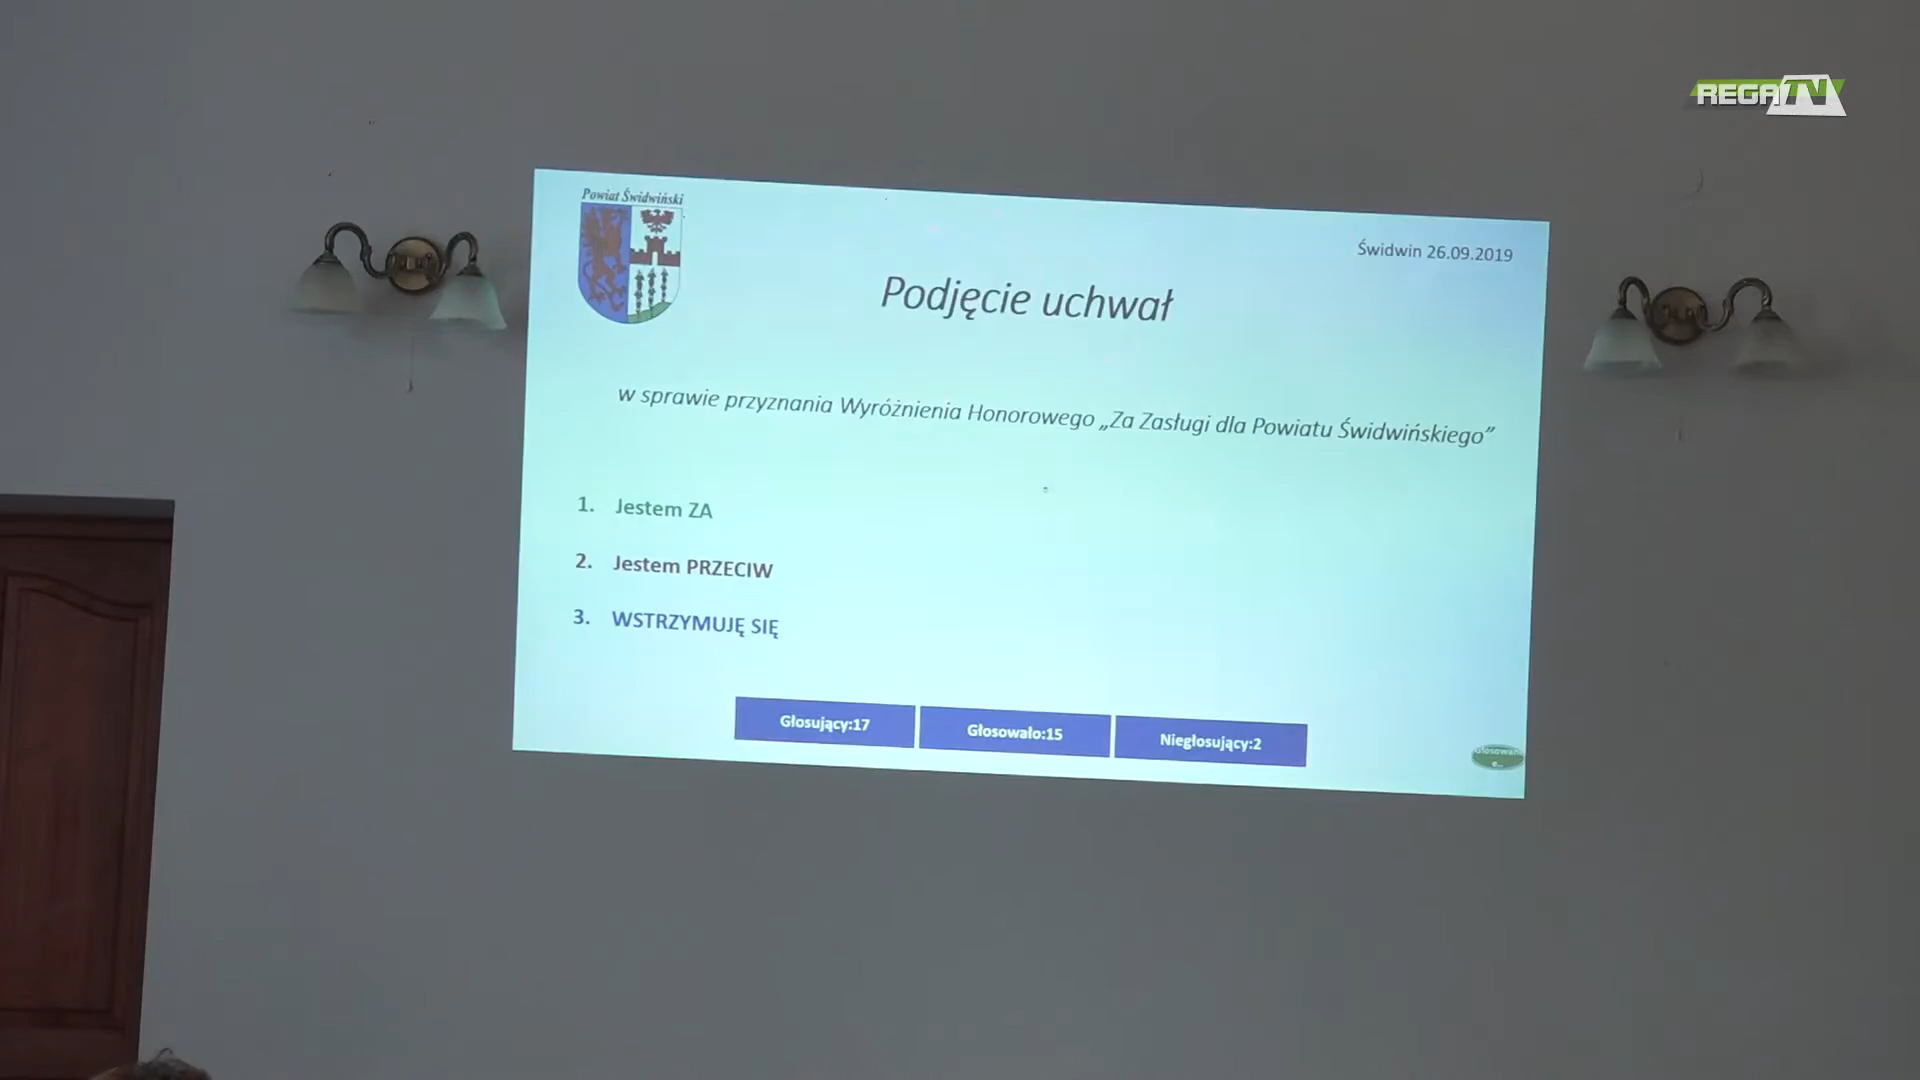 REGA TV
Powiat Świdwiński
Świdwin 26.09.2019
Podjęcie uchwał
w sprawie przyznania Wyróżnienia Honorowego „Za Zasługi dla Powiatu Świdwińskiego”
1. Jestem ZA
2. Jestem PRZECIW
3. WSTRZYMUJĘ SIĘ
Głosujący:17
Głosowało:15
Niegłosujący:2